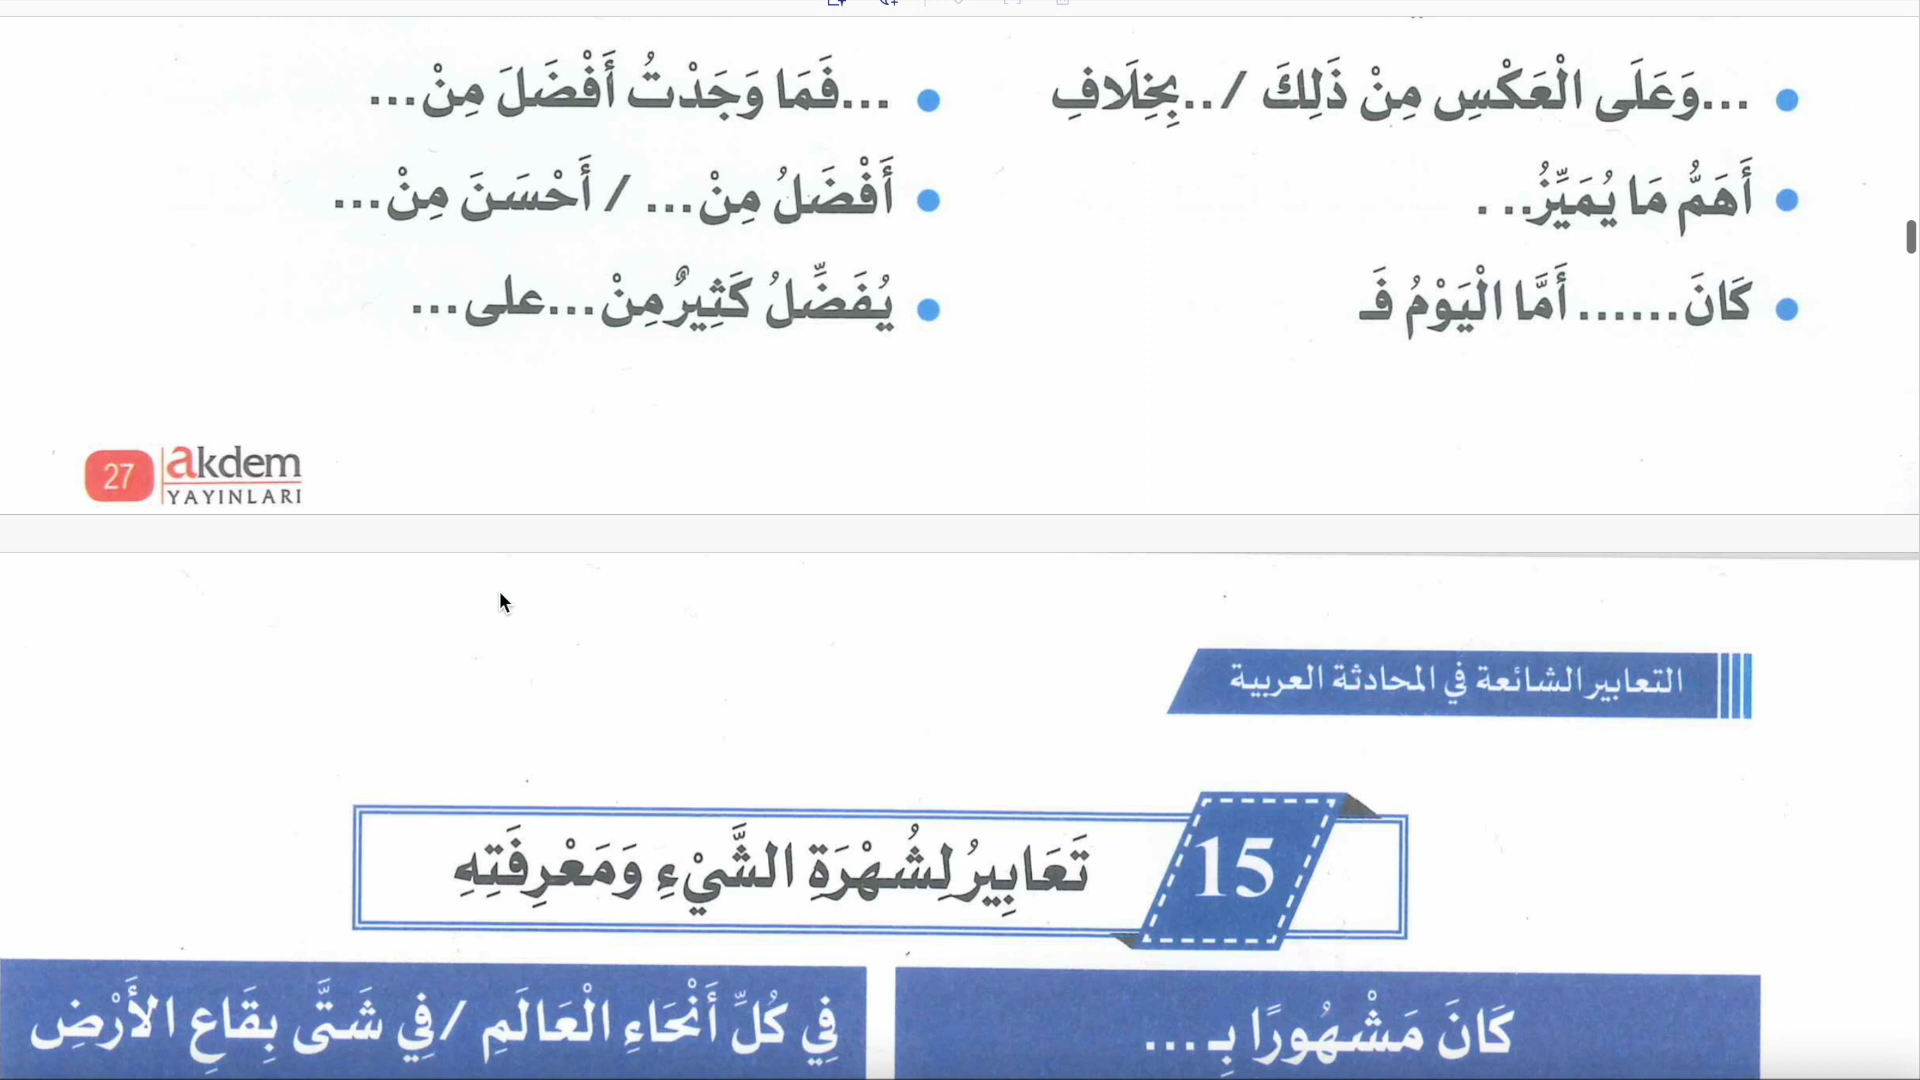 ...وَعَلَى الْعَكْسِ مِنْ ذَلِكَ /..بِخِلَافِ
...فَمَا وَجَدْتُ أَفْضَلَ مِنْ...
أَهَمُّ مَا يُمَيِّزُ.. .
أَفْضَلُ مِنْ... / أَحْسَنَ مِنْ...
كَانَ...... أَمَّا الْيَوْمُ فَـ
يُفَضِّلُ كَثِيرٌ مِنْ...على...
27
akdem
YAYINLARI
التعابير الشائعة في المحادثة العربية
15
تَعَابِيرُ لِشُهْرَةِ الشَّيْءِ وَمَعْرِفَتِهِ
كَانَ مَشْهُورًا بِـ ...
فِي كُلِّ أَنْحَاءِ الْعَالَمِ /فِي شَتَّى بِقَاعِ الأَرْضِ